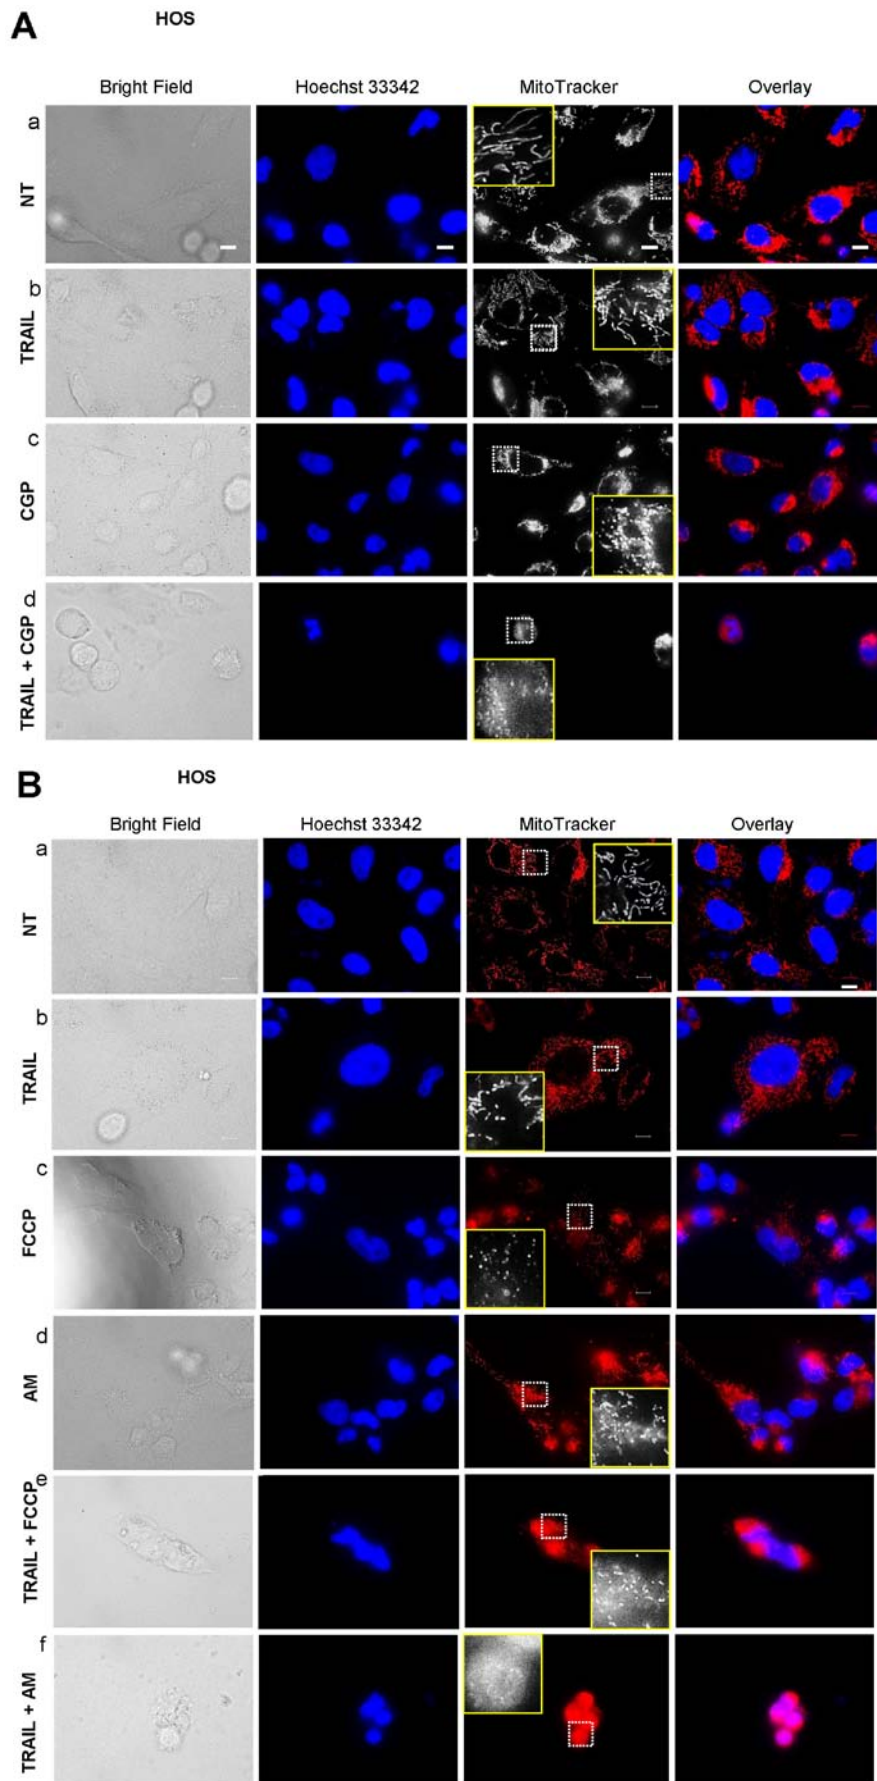 A
HOS
Bright Field Hoechst 33342 MitoTracker Overlay
a
NT
b
TRAIL
c
CGP
d
TRAIL + CGP
B
HOS
Bright Field Hoechst 33342 MitoTracker Overlay
a
NT
b
TRAIL
c
FCCP
d
AM
e
TRAIL + FCCP
f
TRAIL + AM